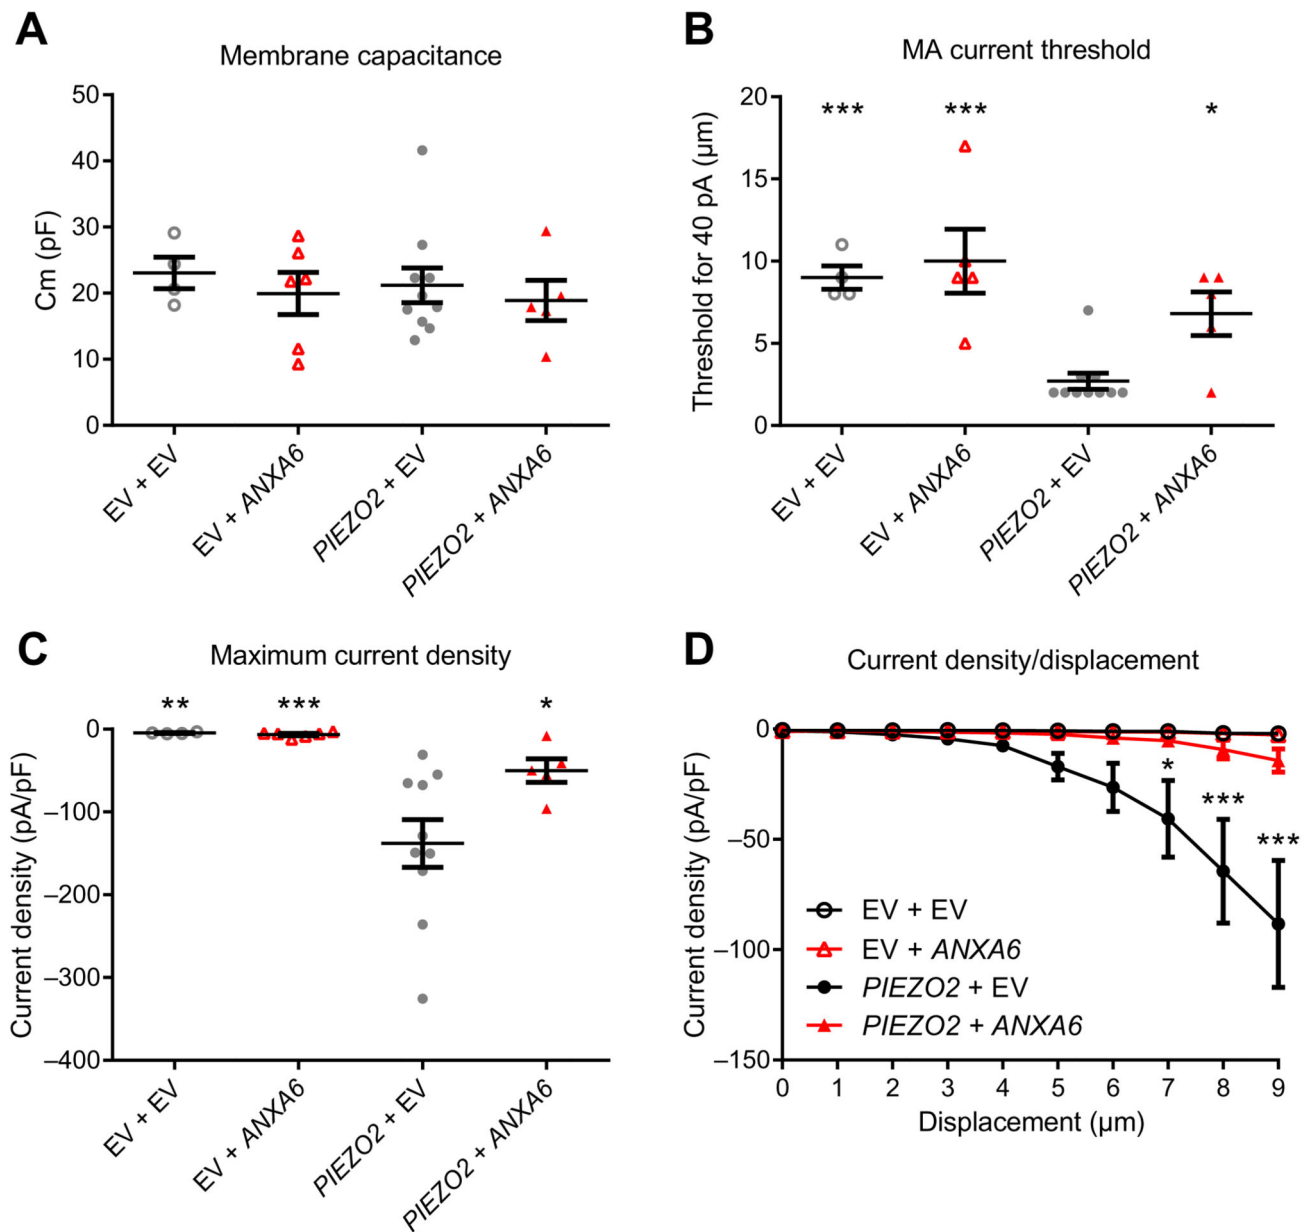 A
Membrane capacitance
Cm (pF)
50
40
30
20
10
0
EV + EV
EV + ANXA6
PIEZO2 + EV
PIEZO2 + ANXA6
B
MA current threshold
Threshold for 40 pA (µm)
20
15
10
5
0
*** *** *
EV + EV
EV + ANXA6
PIEZO2 + EV
PIEZO2 + ANXA6
C
Maximum current density
Current density (pA/pF)
** *** *
0
–100
–200
–300
–400
EV + EV
EV + ANXA6
PIEZO2 + EV
PIEZO2 + ANXA6
D
Current density/displacement
Current density (pA/pF)
0
–50
–100
–150
*
***
***
EV + EV
EV + ANXA6
PIEZO2 + EV
PIEZO2 + ANXA6
0 1 2 3 4 5 6 7 8 9
Displacement (µm)